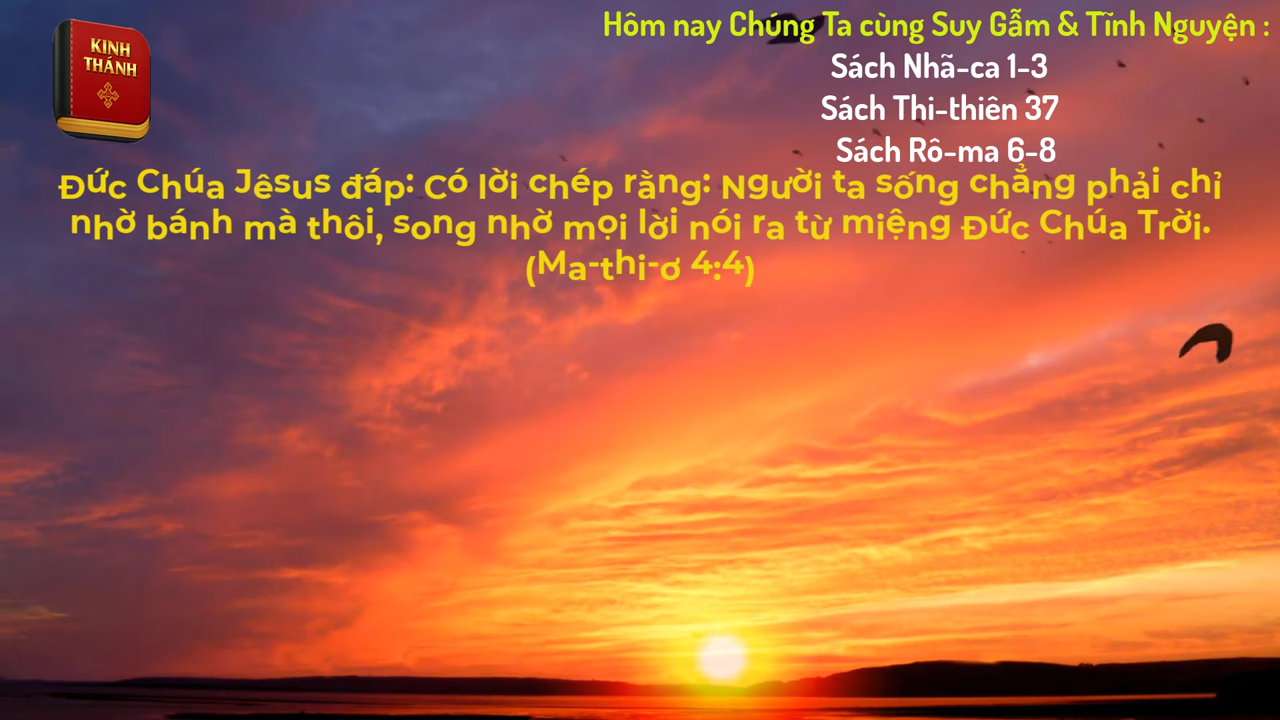 KINH
THÁNH
Hôm nay Chúng Ta cùng Suy Gẫm & Tĩnh Nguyện :
Sách Nhã-ca 1-3
Sách Thi-thiên 37
Sách Rô-ma 6-8
Đức Chúa Jêsus đáp: Có lời chép rằng: Người ta sống chẳng phải chỉ
nhờ bánh mà thôi, song nhờ mọi lời nói ra từ miệng Đức Chúa Trời.
(Ma-thi-ơ 4:4)